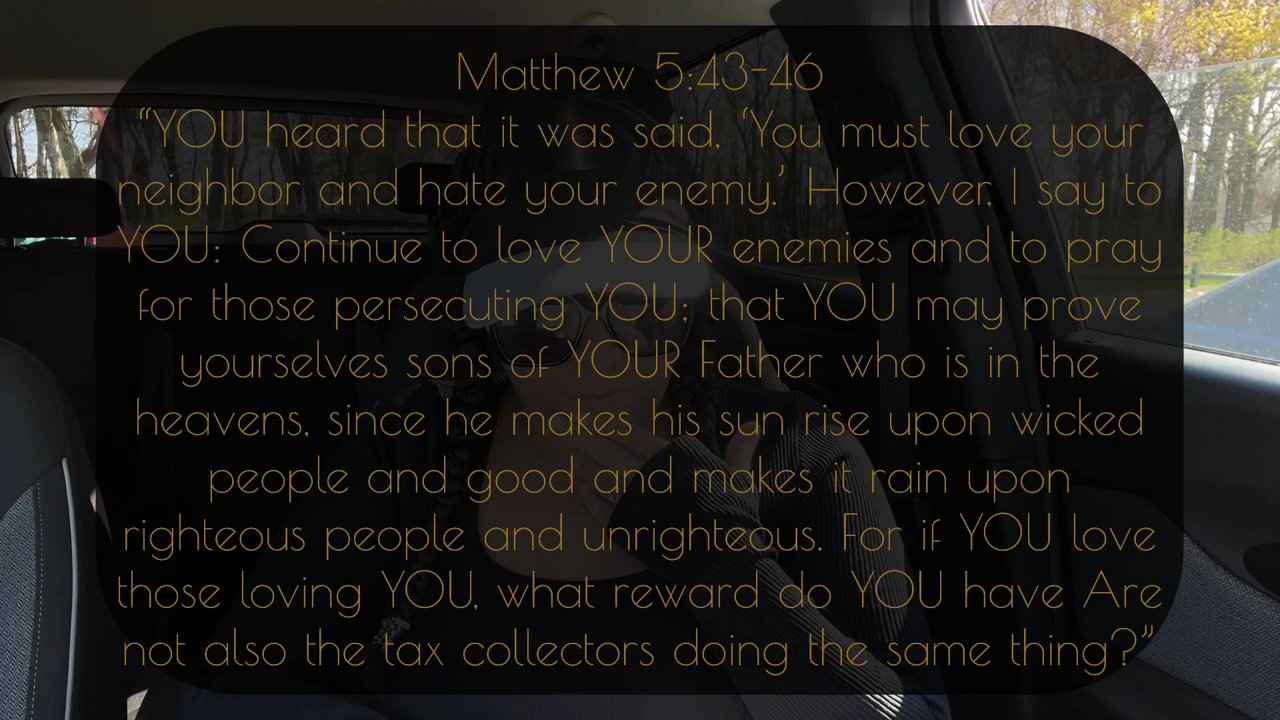 Matthew 5:43-46
“YOU heard that it was said, ‘You must love your
neighbor and hate your enemy.’ However, I say to
YOU: Continue to love YOUR enemies and to pray
for those persecuting YOU; that YOU may prove
yourselves sons of YOUR Father who is in the
heavens, since he makes his sun rise upon wicked
people and good and makes it rain upon
righteous people and unrighteous. For if YOU love
those loving YOU, what reward do YOU have Are
not also the tax collectors doing the same thing?”